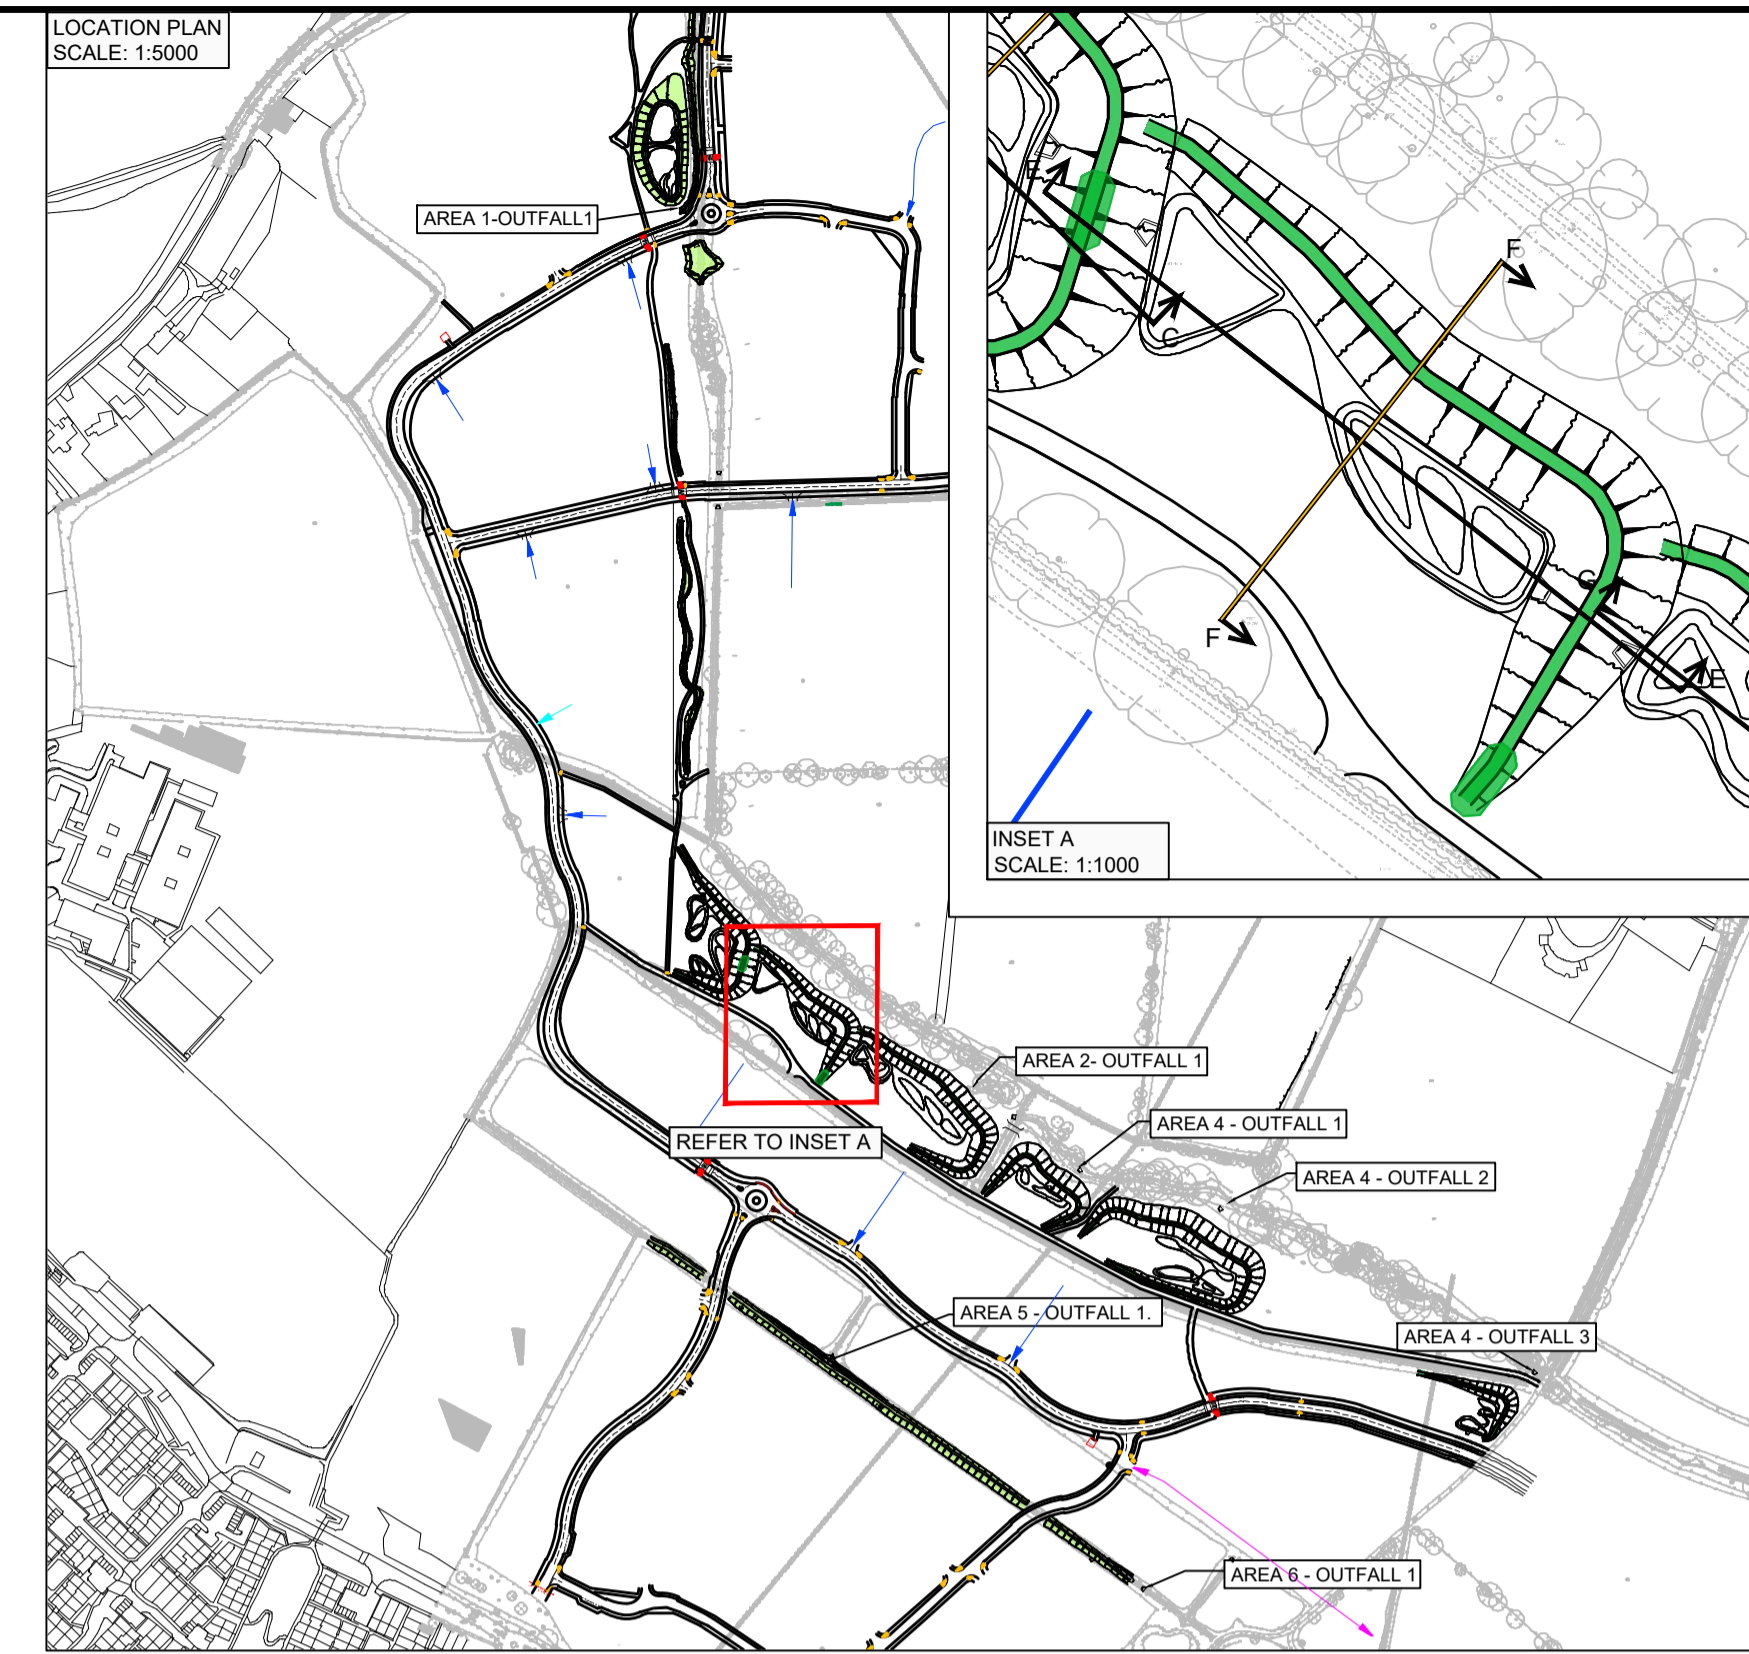 LOCATION PLAN
SCALE: 1:5000
AREA 1-OUTFALL1
E
C
F
F
G
E
INSET A
SCALE: 1:1000
AREA 2- OUTFALL 1
AREA 4 - OUTFALL 1
REFER TO INSET A
AREA 4 - OUTFALL 2
AREA 5 - OUTFALL 1.
AREA 4 - OUTFALL 3
AREA 6 - OUTFALL 1